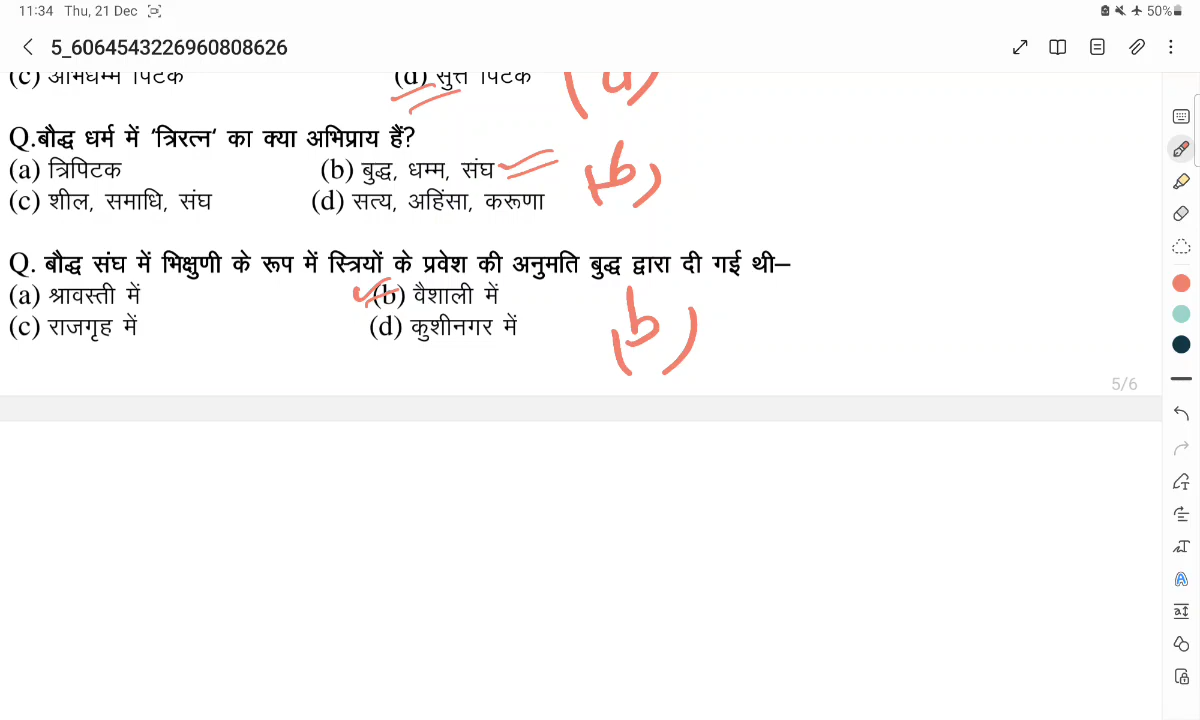 11:34 Thu, 21 Dec 50%
5_6064543226960808626
(c) अभिधम्म पिटक (d) सुत्त पिटक (d)
Q.बौद्ध धर्म में ‘त्रिरत्न‘ का क्या अभिप्राय हैं?
(a) त्रिपिटक (b) बुद्ध, धम्म, संघ (b)
(c) शील, समाधि, संघ (d) सत्य, अहिंसा, करूणा
Q. बौद्ध संघ में भिक्षुणी के रूप में स्त्रियों के प्रवेश की अनुमति बुद्ध द्वारा दी गई थी–
(a) श्रावस्ती में (b) वैशाली में
(c) राजगृह में (d) कुशीनगर में (b)
5/6